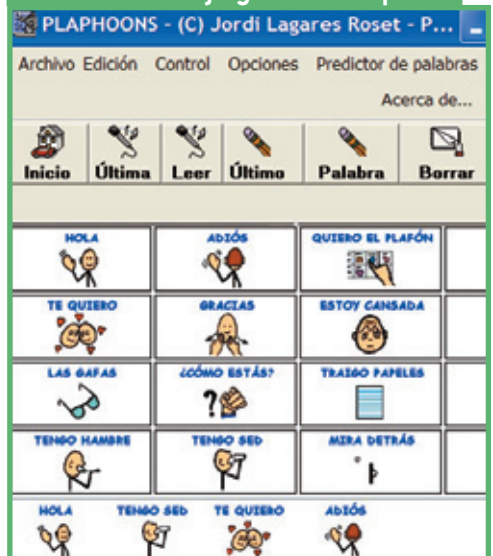 PLAPHOONS - (C) Jordi Lagares Roset - P...
Archivo Edición Control Opciones Predictor de palabras
Acerca de...
Inicio Última Leer Último Palabra Borrar
HOLA ADIÓS QUIERO EL PLAFÓN
TE QUIERO GRACIAS ESTOY CANSADA
LAS GAFAS ¿CÓMO ESTÁS? TRAIGO PAPELES
?
TENGO HAMBRE TENGO SED MIRA DETRÁS
HOLA TENGO SED TE QUIERO ADIÓS